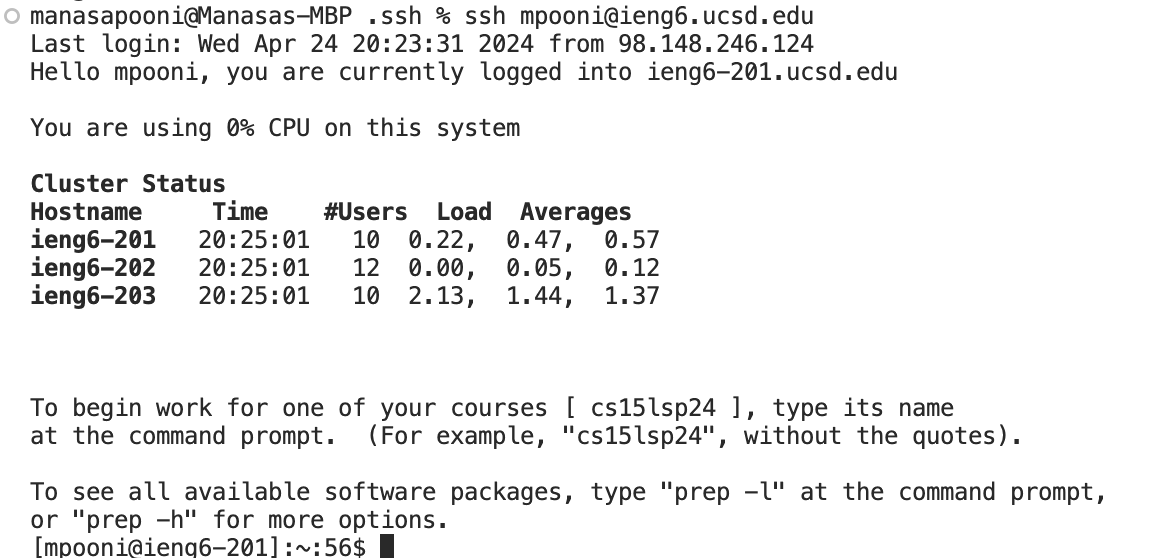 manasapooni@Manasas-MBP .ssh % ssh mpooni@ieng6.ucsd.edu
Last login: Wed Apr 24 20:23:31 2024 from 98.148.246.124
Hello mpooni, you are currently logged into ieng6-201.ucsd.edu
You are using 0% CPU on this system
Cluster Status
Hostname     Time    #Users  Load  Averages
ieng6-201   20:25:01   10  0.22,  0.47,  0.57
ieng6-202   20:25:01   12  0.00,  0.05,  0.12
ieng6-203   20:25:01   10  2.13,  1.44,  1.37
To begin work for one of your courses [ cs15lsp24 ], type its name
at the command prompt.  (For example, "cs15lsp24", without the quotes).
To see all available software packages, type "prep -l" at the command prompt,
or "prep -h" for more options.
[mpooni@ieng6-201]:~:56$